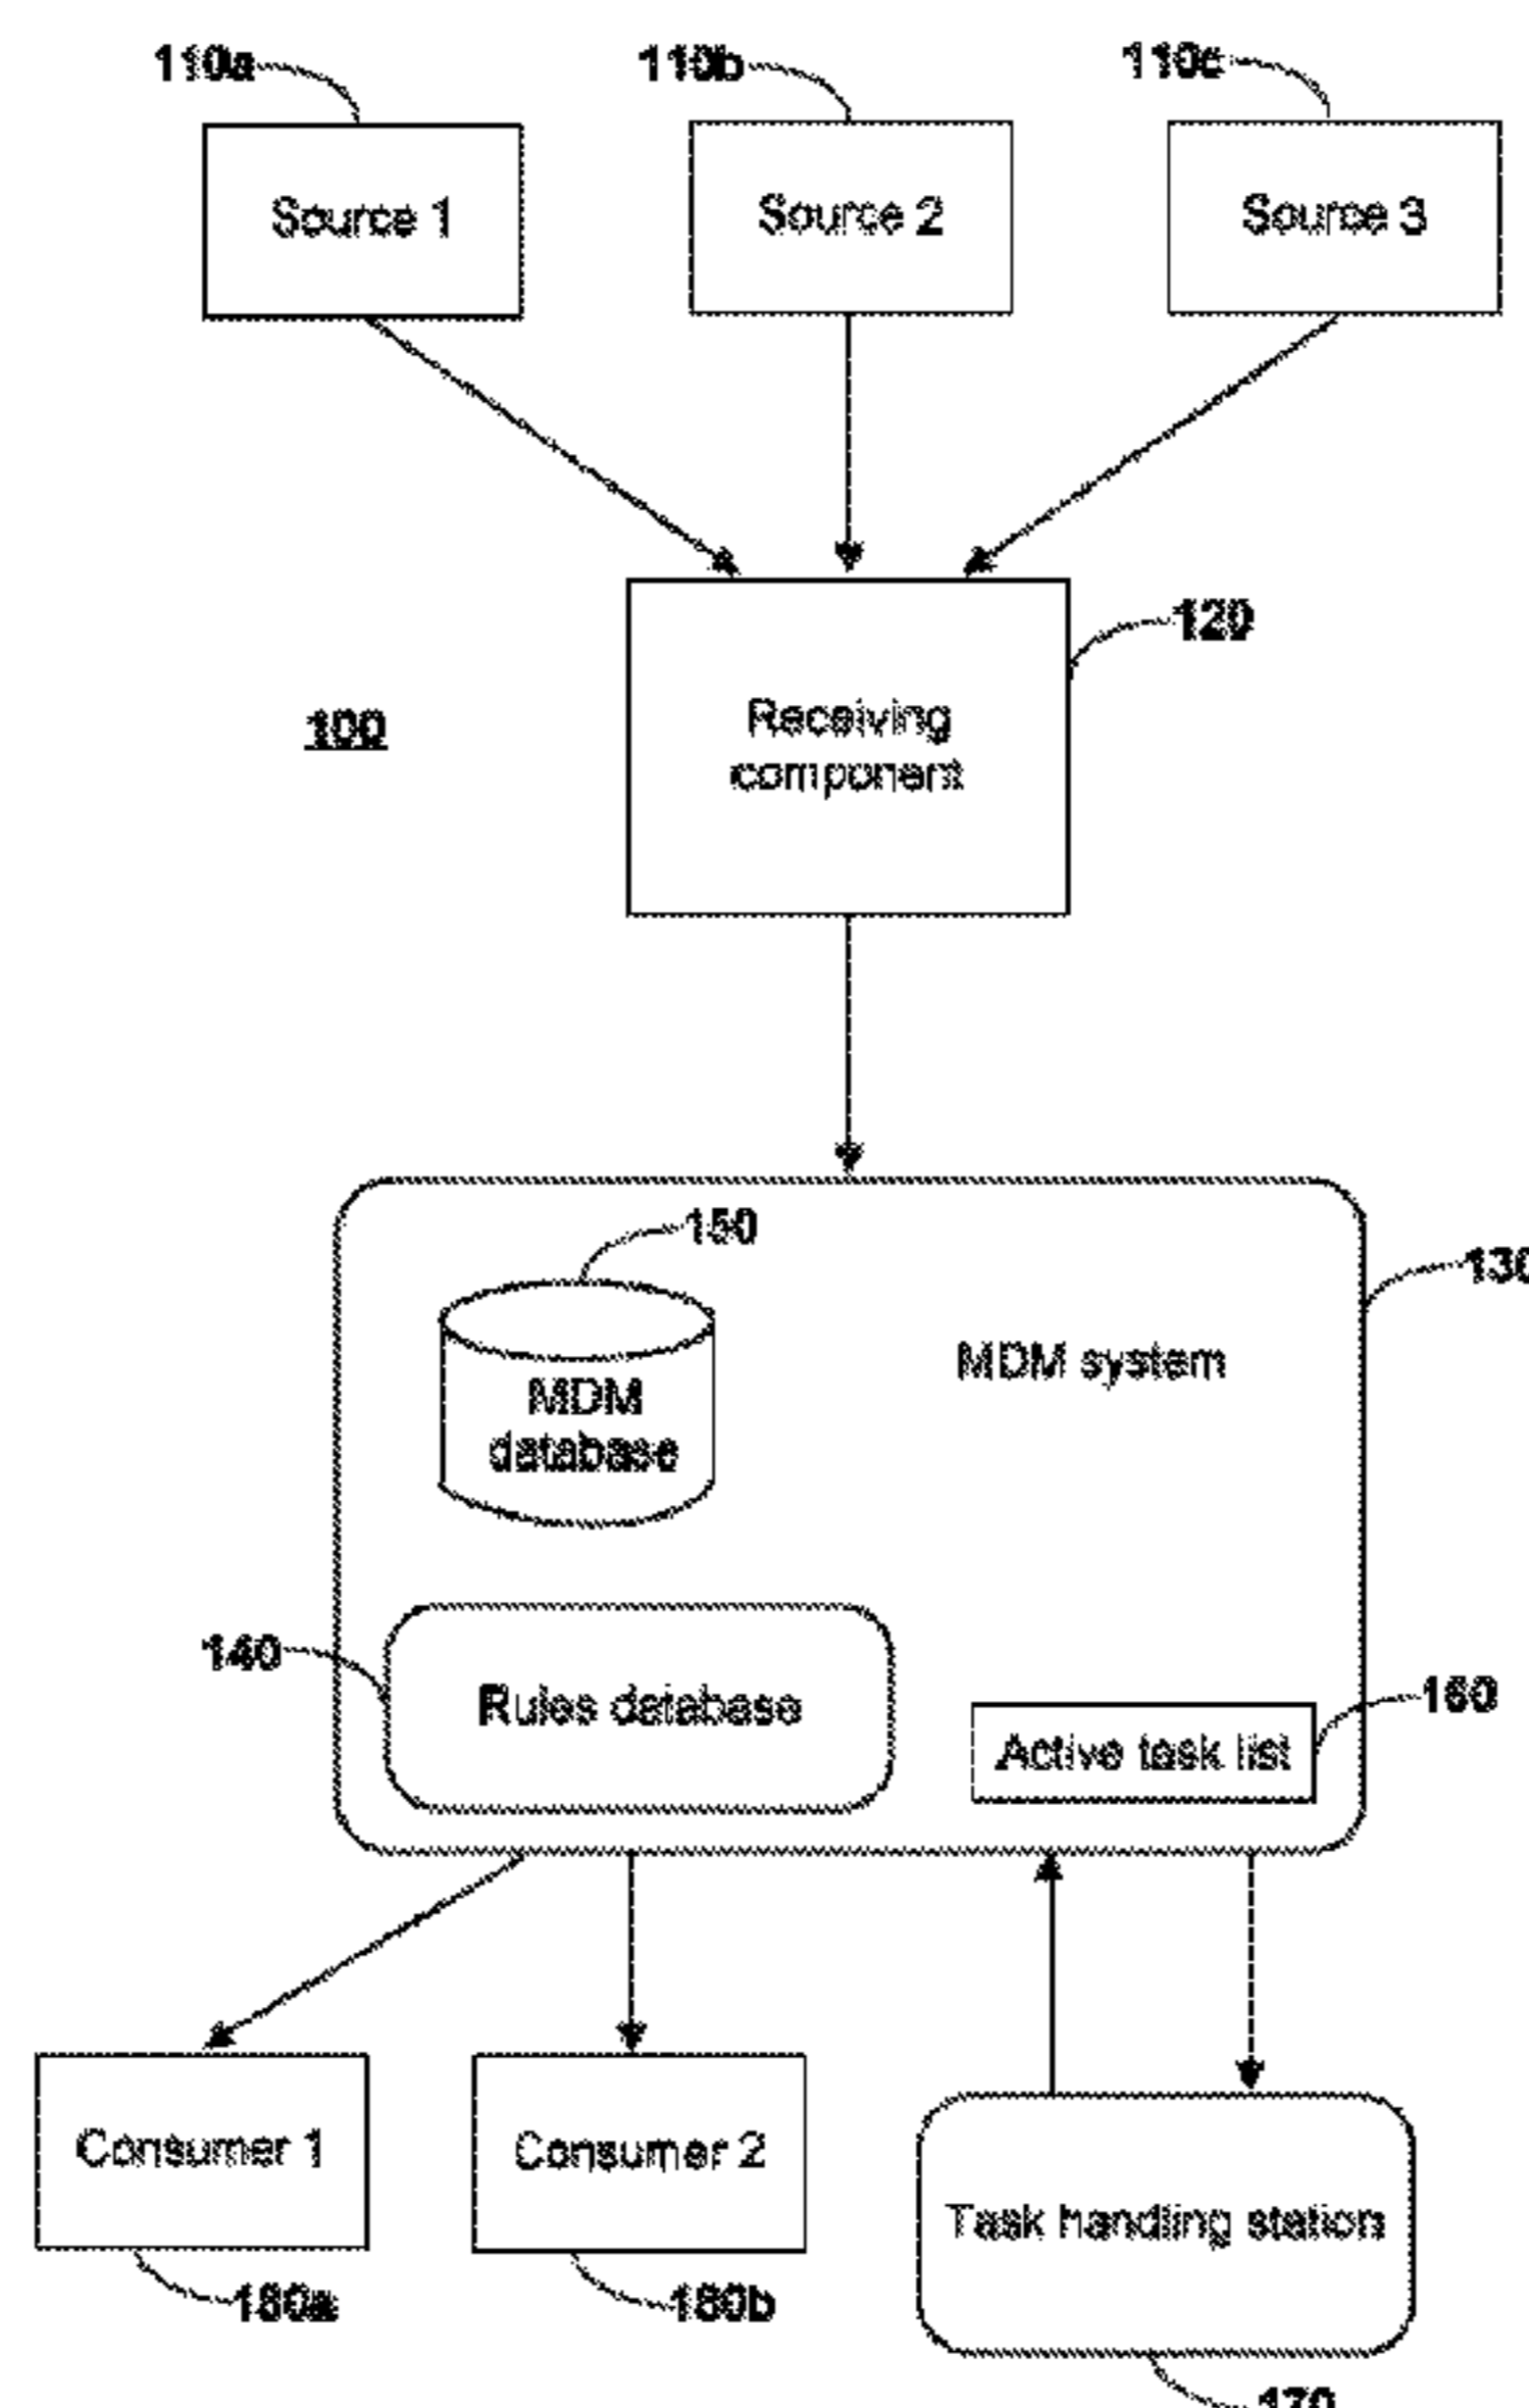 110a
110b
110c
Source 1
Source 2
Source 3
120
100
Receiving
component
150
130
MDM system
MDM
database
140
Rules database
160
Active task list
Consumer 1
Consumer 2
Task handling station
180a
180b
170